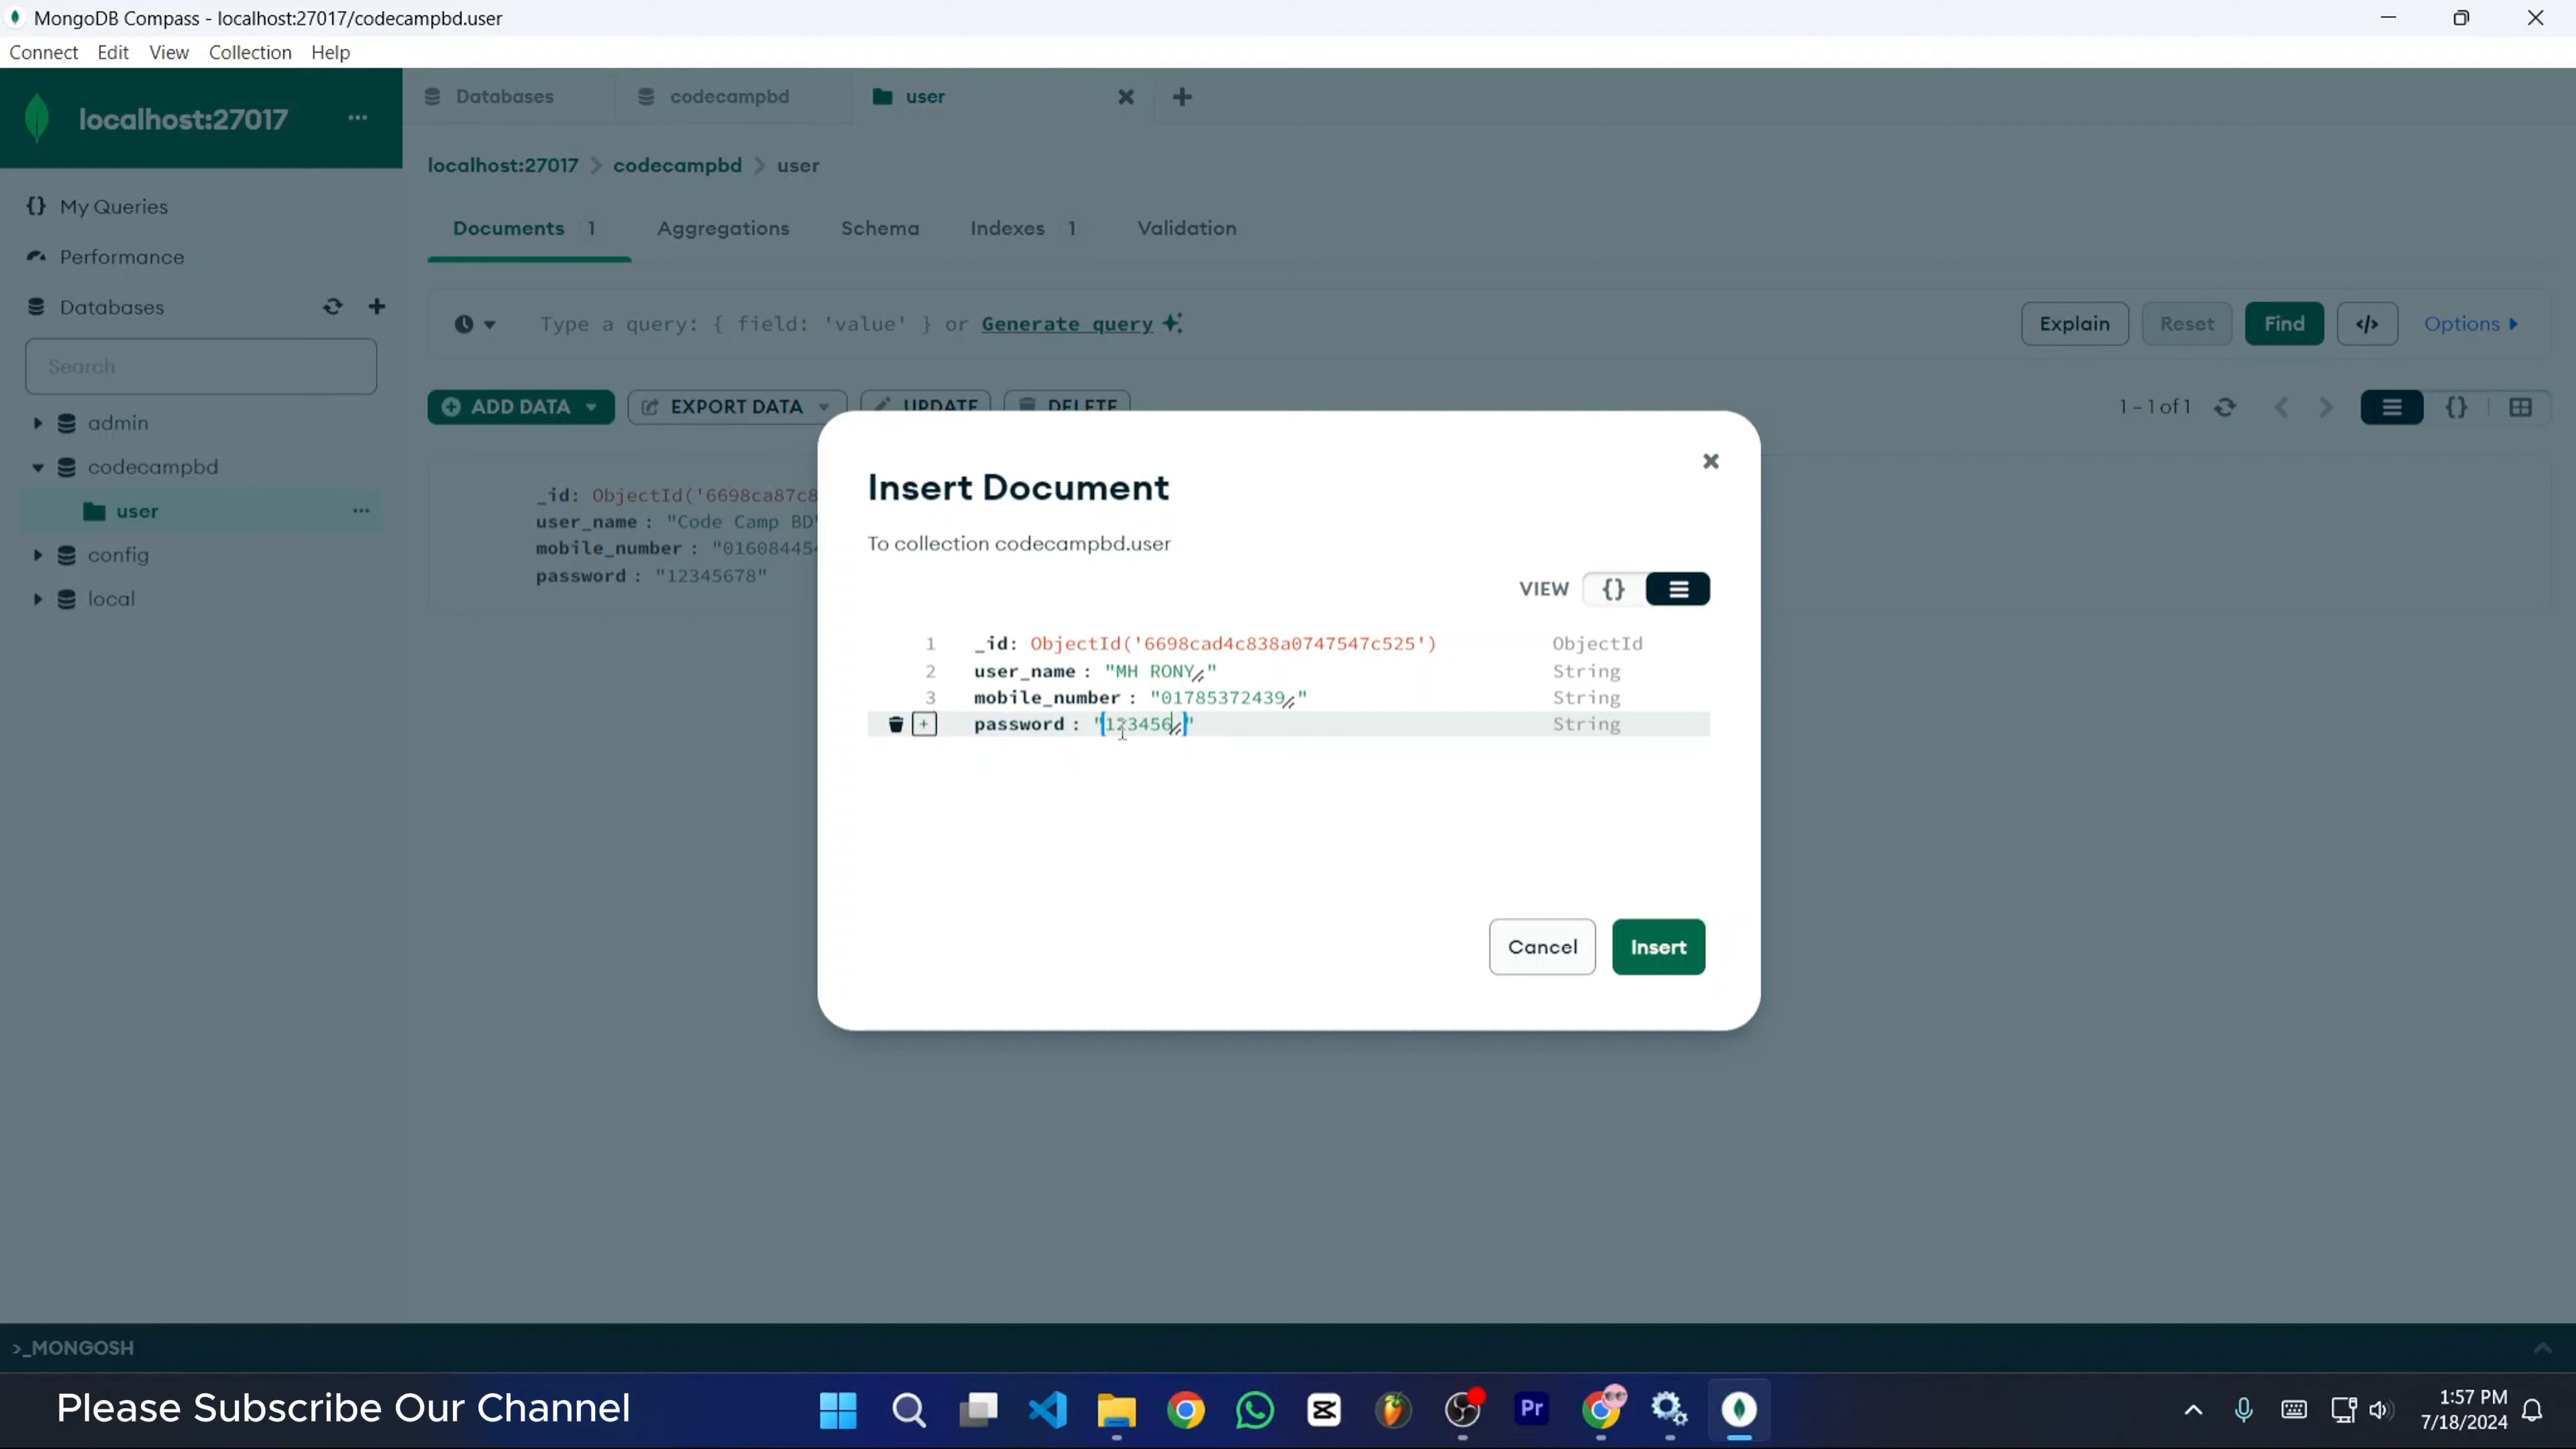 MongoDB Compass - localhost:27017/codecampbd.user
Connect Edit View Collection Help
localhost:27017 ...
Databases codecampbd user
localhost:27017 > codecampbd > user
My Queries
Performance
Databases
Search
admin
codecampbd
user ...
config
local
Documents 1 Aggregations Schema Indexes 1 Validation
Type a query: { field: 'value' } or Generate query
Explain Reset Find </> Options
ADD DATA EXPORT DATA UPDATE DELETE 1 – 1 of 1 {}
_id: ObjectId('6698ca87c8
user_name : "Code Camp BD"
mobile_number : "016084454
password : "12345678"
Insert Document
To collection codecampbd.user
VIEW {}
1 _id: ObjectId('6698cad4c838a0747547c525') ObjectId
2 user_name : "MH RONY" String
3 mobile_number : "01785372439" String
password : "123456" String
Cancel Insert
>_MONGOSH
Please Subscribe Our Channel
Pr
1:57 PM
7/18/2024